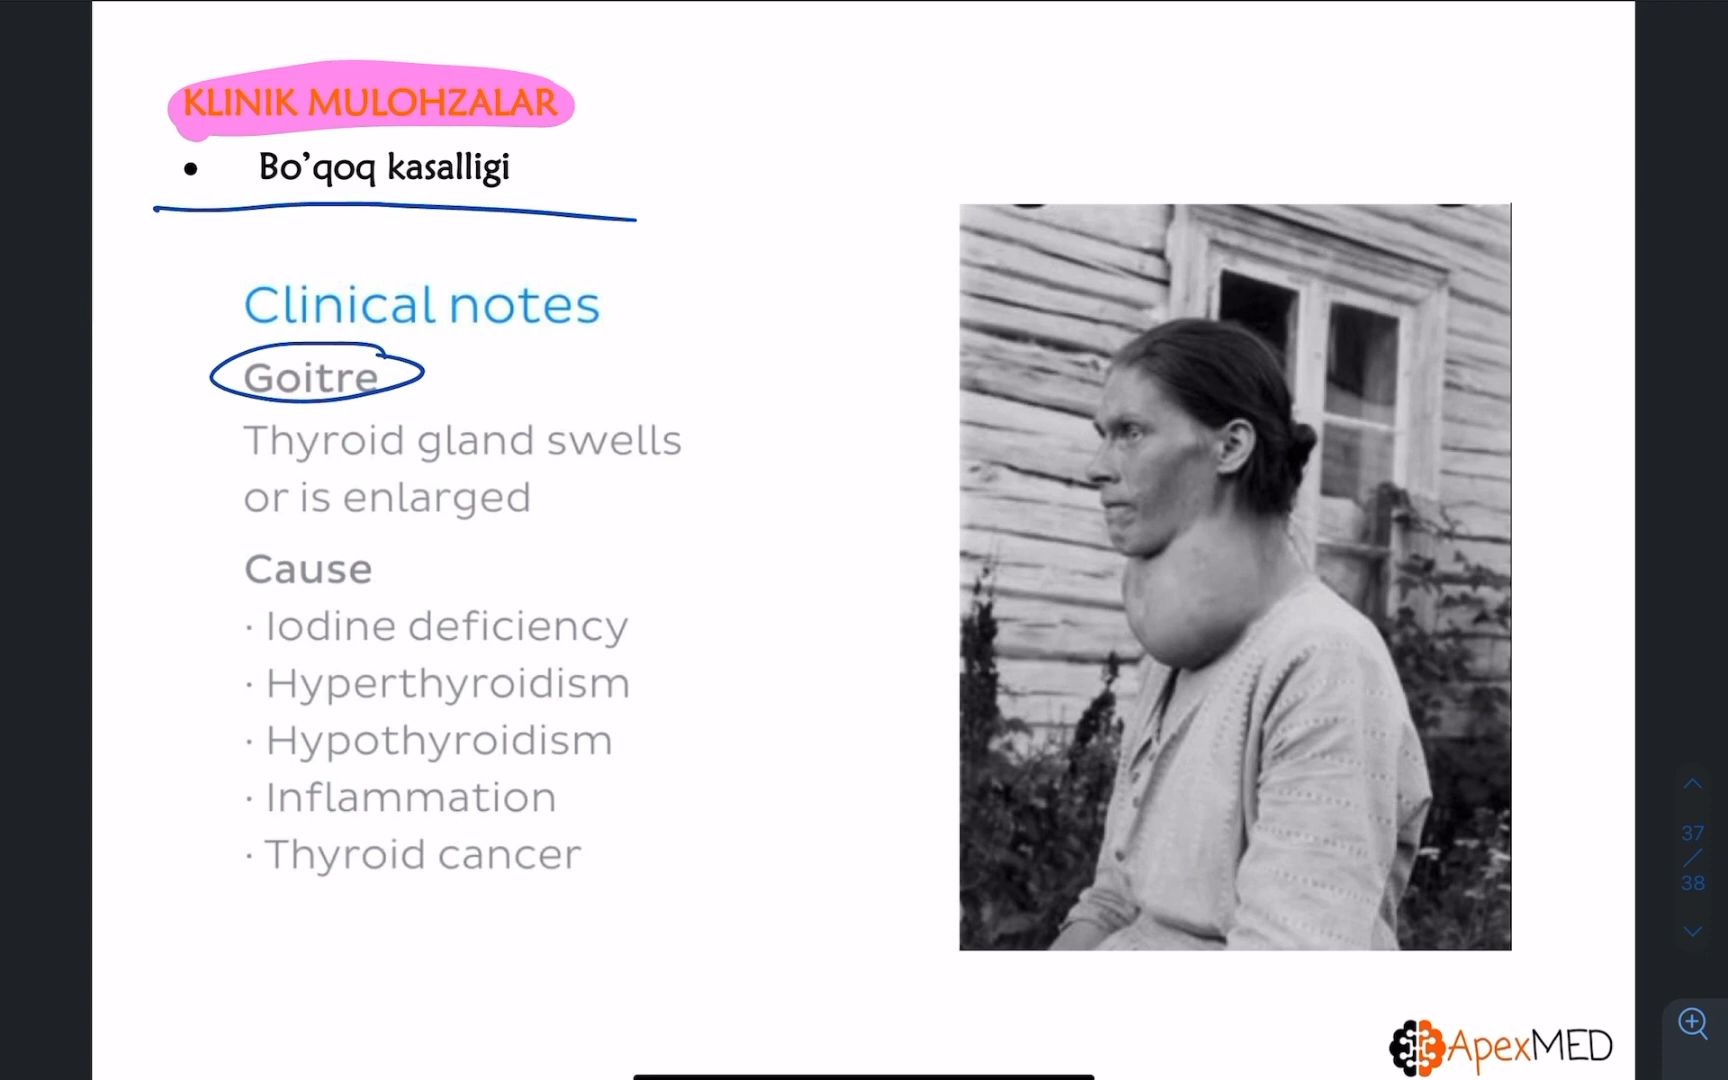 KLINIK MULOHZALAR
• Bo’qoq kasalligi
Clinical notes
Goitre
Thyroid gland swells
or is enlarged
Cause
· Iodine deficiency
· Hyperthyroidism
· Hypothyroidism
· Inflammation
· Thyroid cancer
37
/
38
ApexMED